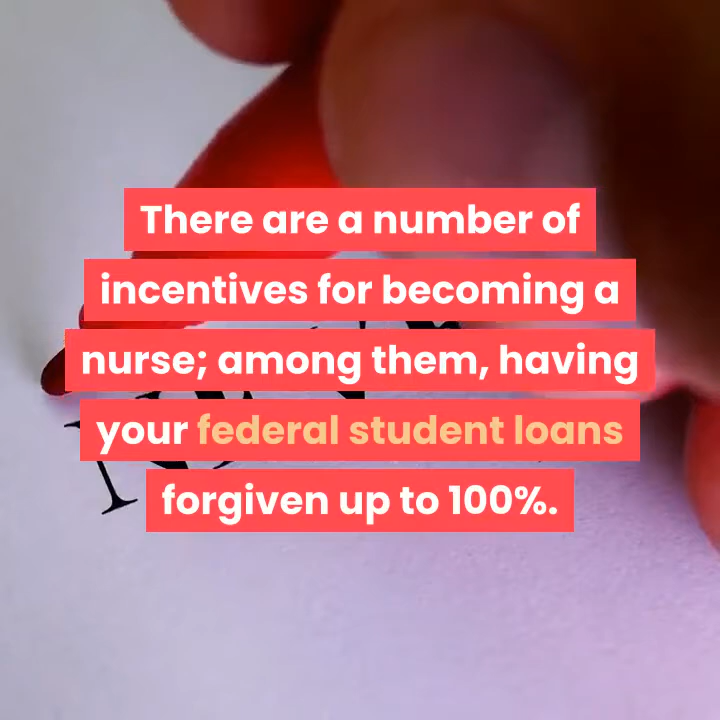 There are a number of
incentives for becoming a
nurse; among them, having
your federal student loans
forgiven up to 100%.